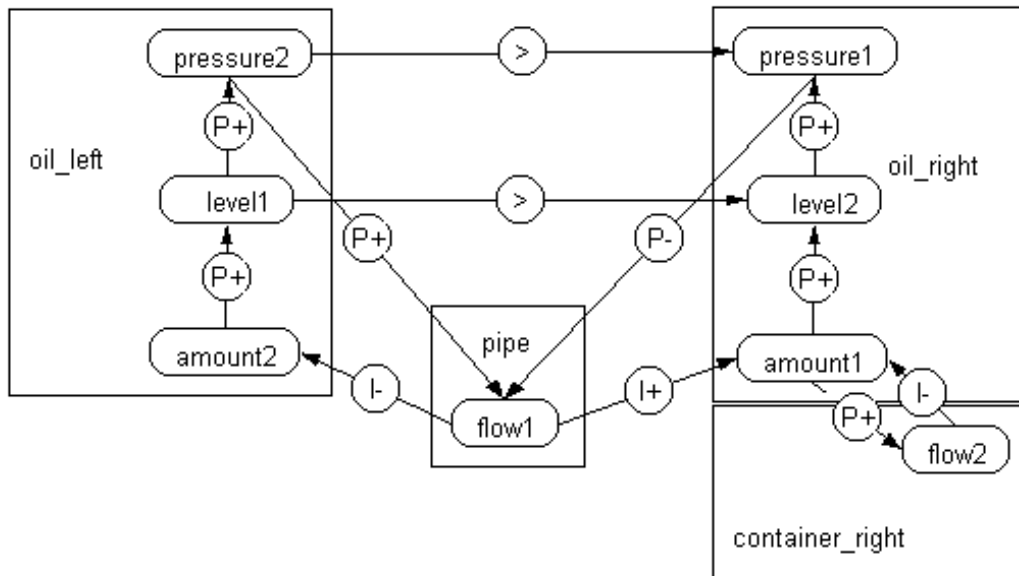 pressure2
>
pressure1
P+
P+
oil_left
oil_right
level1
>
level2
P+
P-
P+
P+
pipe
amount2
amount1
I-
I+
I-
P+
flow1
flow2
container_right